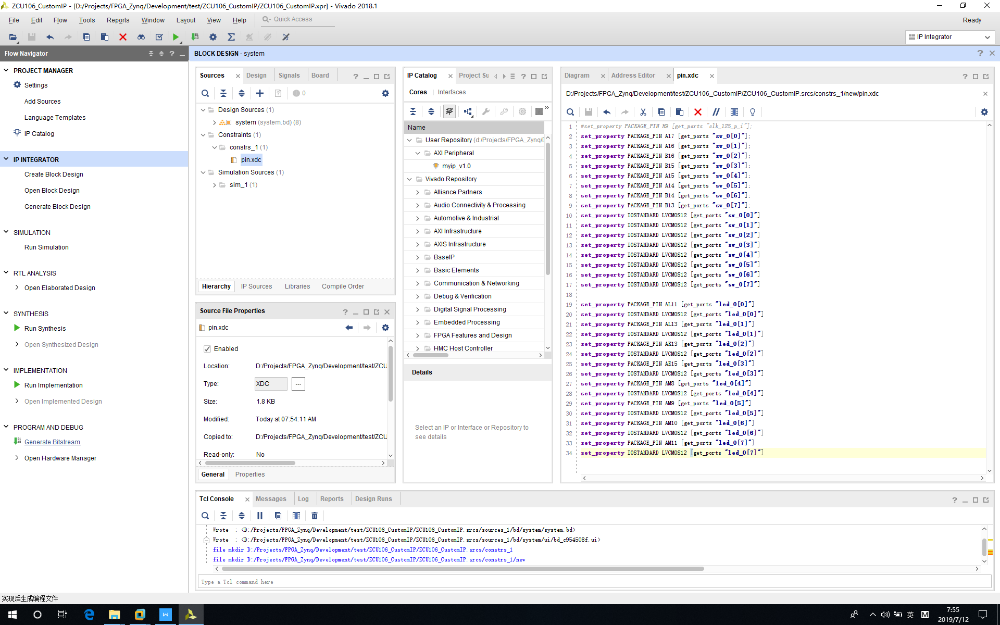 ZCU106_CustomIP - [D:/Projects/FPGA_Zynq/Development/test/ZCU106_CustomIP/ZCU106_CustomIP.xpr] - Vivado 2018.1
File Edit Flow Tools Reports Window Layout View Help Quick Access Ready
IP Integrator
Flow Navigator
PROJECT MANAGER
Settings
Add Sources
Language Templates
IP Catalog
IP INTEGRATOR
Create Block Design
Open Block Design
Generate Block Design
SIMULATION
Run Simulation
RTL ANALYSIS
Open Elaborated Design
SYNTHESIS
Run Synthesis
Open Synthesized Design
IMPLEMENTATION
Run Implementation
Open Implemented Design
PROGRAM AND DEBUG
Generate Bitstream
Open Hardware Manager
BLOCK DESIGN - system
Sources Design Signals Board
0
Design Sources (1)
system (system.bd) (8)
Constraints (1)
constrs_1 (1)
pin.xdc
Simulation Sources (1)
sim_1 (1)
Hierarchy IP Sources Libraries Compile Order
Source File Properties
pin.xdc
Enabled
Location: D:/Projects/FPGA_Zynq/Development/test/ZCU
Type: XDC ...
Size: 1.8 KB
Modified: Today at 07:54:11 AM
Copied to: D:/Projects/FPGA_Zynq/Development/test/ZCU
Read-only: No
General Properties
IP Catalog Project Su
Cores | Interfaces
Name
User Repository (d:/Projects/FPGA_Zynq/D
AXI Peripheral
myip_v1.0
Vivado Repository
Alliance Partners
Audio Connectivity & Processing
Automotive & Industrial
AXI Infrastructure
AXIS Infrastructure
BaseIP
Basic Elements
Communication & Networking
Debug & Verification
Digital Signal Processing
Embedded Processing
FPGA Features and Design
HMC Host Controller
Details
Select an IP or Interface or Repository to
see details
Diagram Address Editor pin.xdc
D:/Projects/FPGA_Zynq/Development/test/ZCU106_CustomIP/ZCU106_CustomIP.srcs/constrs_1/new/pin.xdc
1 #set_property PACKAGE_PIN H9 [get_ports "clk_125_p_i"];
2 set_property PACKAGE_PIN A17 [get_ports "sw_0[0]"];
3 set_property PACKAGE_PIN A16 [get_ports "sw_0[1]"];
4 set_property PACKAGE_PIN B16 [get_ports "sw_0[2]"];
5 set_property PACKAGE_PIN B15 [get_ports "sw_0[3]"];
6 set_property PACKAGE_PIN A15 [get_ports "sw_0[4]"];
7 set_property PACKAGE_PIN A14 [get_ports "sw_0[5]"];
8 set_property PACKAGE_PIN B14 [get_ports "sw_0[6]"];
9 set_property PACKAGE_PIN B13 [get_ports "sw_0[7]"];
10 set_property IOSTANDARD LVCMOS12 [get_ports "sw_0[0]"]
11 set_property IOSTANDARD LVCMOS12 [get_ports "sw_0[1]"]
12 set_property IOSTANDARD LVCMOS12 [get_ports "sw_0[2]"]
13 set_property IOSTANDARD LVCMOS12 [get_ports "sw_0[3]"]
14 set_property IOSTANDARD LVCMOS12 [get_ports "sw_0[4]"]
15 set_property IOSTANDARD LVCMOS12 [get_ports "sw_0[5]"]
16 set_property IOSTANDARD LVCMOS12 [get_ports "sw_0[6]"]
17 set_property IOSTANDARD LVCMOS12 [get_ports "sw_0[7]"]
18
19 set_property PACKAGE_PIN AL11 [get_ports "led_0[0]"]
20 set_property IOSTANDARD LVCMOS12 [get_ports "led_0[0]"]
21 set_property PACKAGE_PIN AL13 [get_ports "led_0[1]"]
22 set_property IOSTANDARD LVCMOS12 [get_ports "led_0[1]"]
23 set_property PACKAGE_PIN AK13 [get_ports "led_0[2]"]
24 set_property IOSTANDARD LVCMOS12 [get_ports "led_0[2]"]
25 set_property PACKAGE_PIN AE15 [get_ports "led_0[3]"]
26 set_property IOSTANDARD LVCMOS12 [get_ports "led_0[3]"]
27 set_property PACKAGE_PIN AM8 [get_ports "led_0[4]"]
28 set_property IOSTANDARD LVCMOS12 [get_ports "led_0[4]"]
29 set_property PACKAGE_PIN AM9 [get_ports "led_0[5]"]
30 set_property IOSTANDARD LVCMOS12 [get_ports "led_0[5]"]
31 set_property PACKAGE_PIN AM10 [get_ports "led_0[6]"]
32 set_property IOSTANDARD LVCMOS12 [get_ports "led_0[6]"]
33 set_property PACKAGE_PIN AM11 [get_ports "led_0[7]"]
34 set_property IOSTANDARD LVCMOS12 [get_ports "led_0[7]"]
Tcl Console Messages Log Reports Design Runs
Wrote : <D:/Projects/FPGA_Zynq/Development/test/ZCU106_CustomIP/ZCU106_CustomIP.srcs/sources_1/bd/system/system.bd>
Wrote : <D:/Projects/FPGA_Zynq/Development/test/ZCU106_CustomIP/ZCU106_CustomIP.srcs/sources_1/bd/system/ui/bd_c954508f.ui>
file mkdir D:/Projects/FPGA_Zynq/Development/test/ZCU106_CustomIP/ZCU106_CustomIP.srcs/constrs_1
file mkdir D:/Projects/FPGA_Zynq/Development/test/ZCU106_CustomIP/ZCU106_CustomIP.srcs/constrs_1/new
Type a Tcl command here
实现后生成编程文件
英 M 7:55
2019/7/12